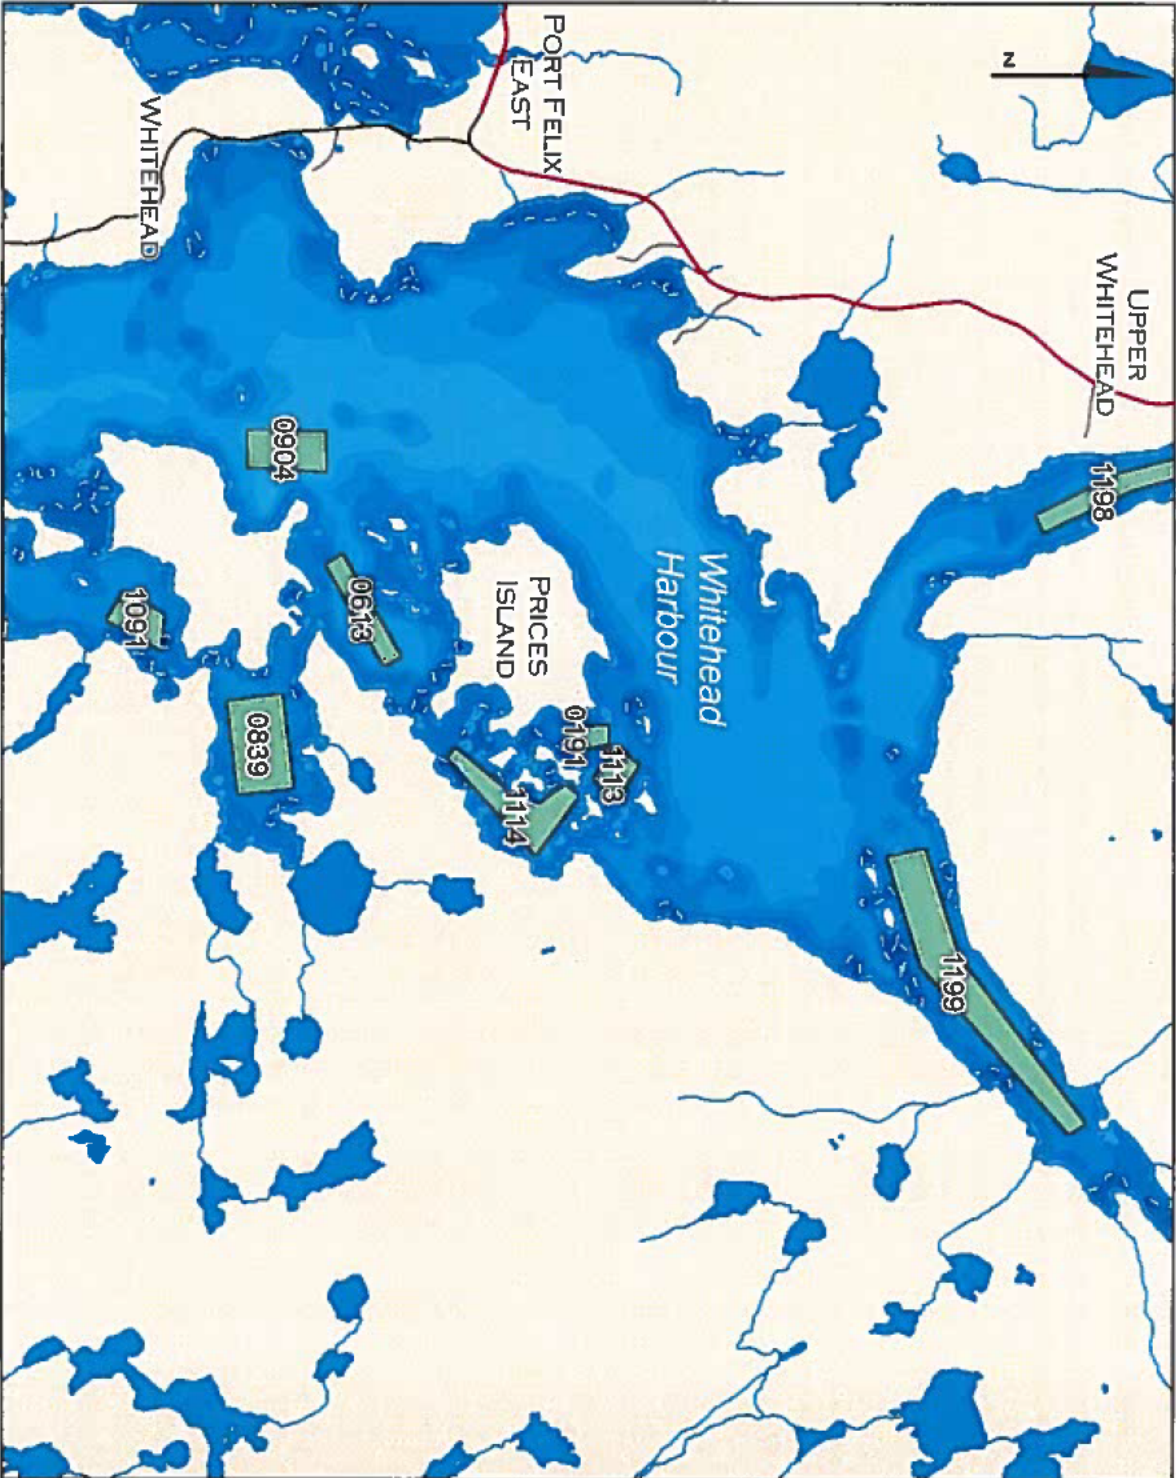 N
UPPER
WHITEHEAD
1198
1199
Whitehead
Harbour
1113
0191
PORT FELIX
EAST
PRICES
ISLAND
1114
0613
0904
0839
WHITEHEAD
1091